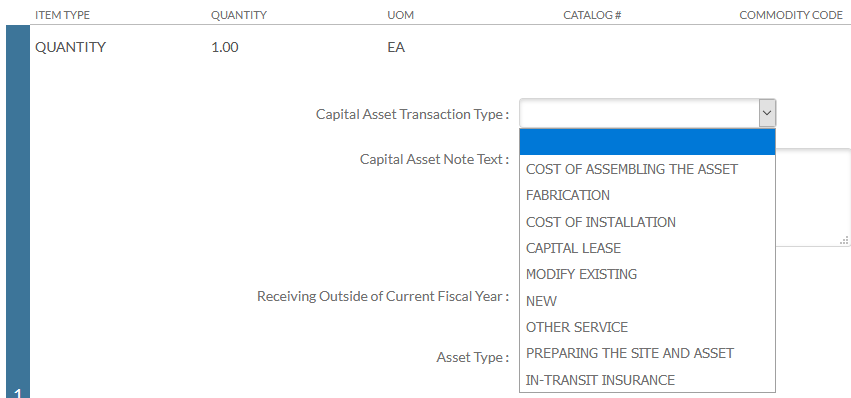 ITEM TYPE QUANTITY UOM CATALOG # COMMODITY CODE
QUANTITY 1.00 EA
Capital Asset Transaction Type :
Capital Asset Note Text :
COST OF ASSEMBLING THE ASSET
FABRICATION
COST OF INSTALLATION
CAPITAL LEASE
MODIFY EXISTING
Receiving Outside of Current Fiscal Year :
NEW
OTHER SERVICE
Asset Type :
PREPARING THE SITE AND ASSET
IN-TRANSIT INSURANCE
1